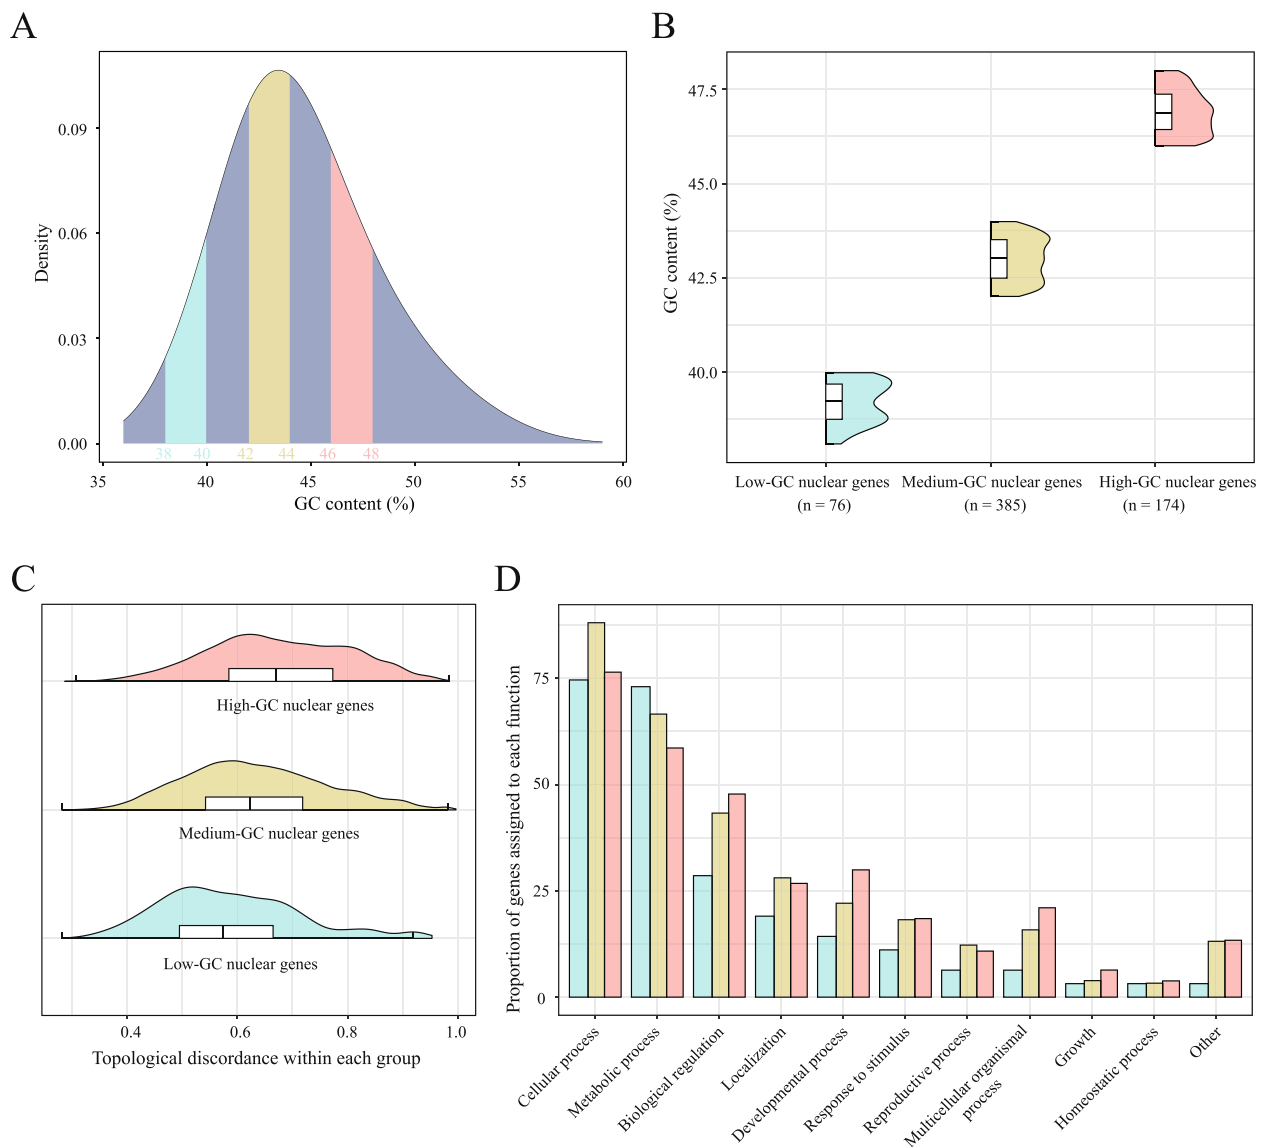 A
Density
0.09
0.06
0.03
0.00
38 40 42 44 46 48
35 40 45 50 55 60
GC content (%)
B
GC content (%)
47.5
45.0
42.5
40.0
Low-GC nuclear genes
(n = 76)
Medium-GC nuclear genes
(n = 385)
High-GC nuclear genes
(n = 174)
C
High-GC nuclear genes
Medium-GC nuclear genes
Low-GC nuclear genes
0.4 0.6 0.8 1.0
Topological discordance within each group
D
Proportion of genes assigned to each function
75
50
25
0
Cellular process
Metabolic process
Biological regulation
Localization
Developmental process
Response to stimulus
Reproductive process
Multicellular organismal
process
Growth
Homeostatic process
Other